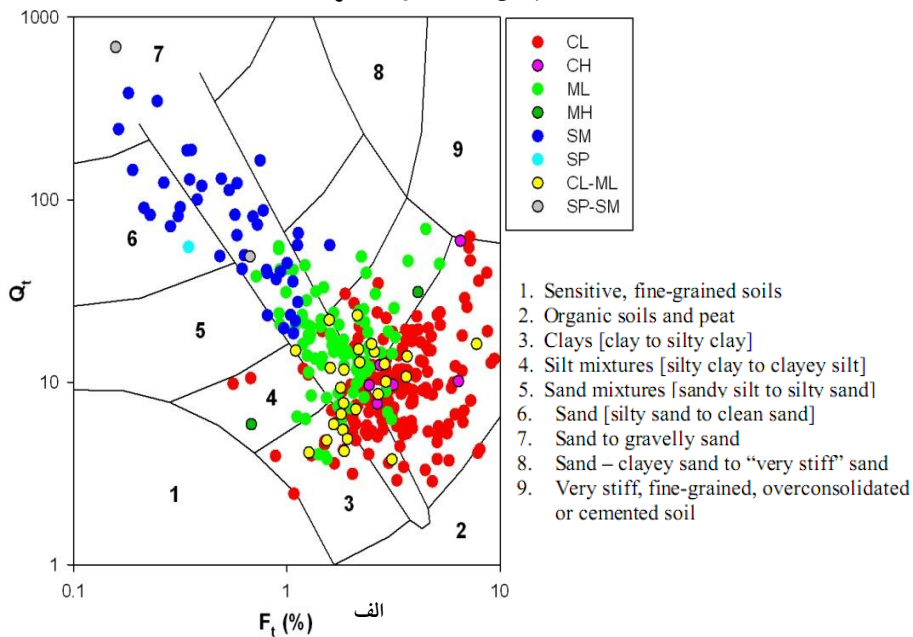 1000
100
10
1
Qt
0.1
1
10
Ft (%)
الف
7
8
9
6
5
4
1
3
2
CL
CH
ML
MH
SM
SP
CL-ML
SP-SM
1. Sensitive, fine-grained soils
2. Organic soils and peat
3. Clays [clay to silty clay]
4. Silt mixtures [silty clay to clayey silt]
5. Sand mixtures [sandy silt to silty sand]
6. Sand [silty sand to clean sand]
7. Sand to gravelly sand
8. Sand – clayey sand to “very stiff” sand
9. Very stiff, fine-grained, overconsolidated
or cemented soil